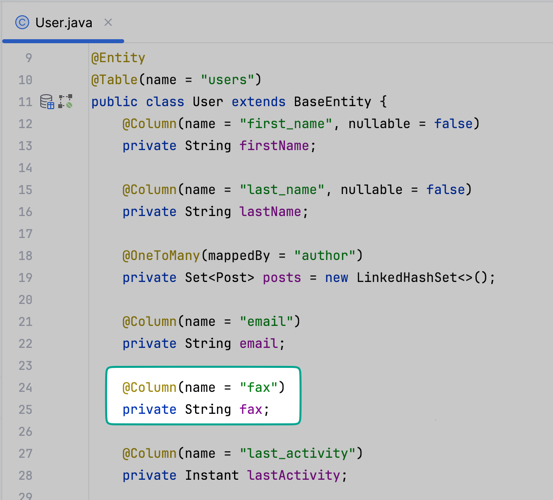 User.java
9 @Entity
10 @Table(name = "users")
11 public class User extends BaseEntity {
12 @Column(name = "first_name", nullable = false)
13 private String firstName;
14
15 @Column(name = "last_name", nullable = false)
16 private String lastName;
17
18 @OneToMany(mappedBy = "author")
19 private Set<Post> posts = new LinkedHashSet<>();
20
21 @Column(name = "email")
22 private String email;
23
24 @Column(name = "fax")
25 private String fax;
26
27 @Column(name = "last_activity")
28 private Instant lastActivity;
29